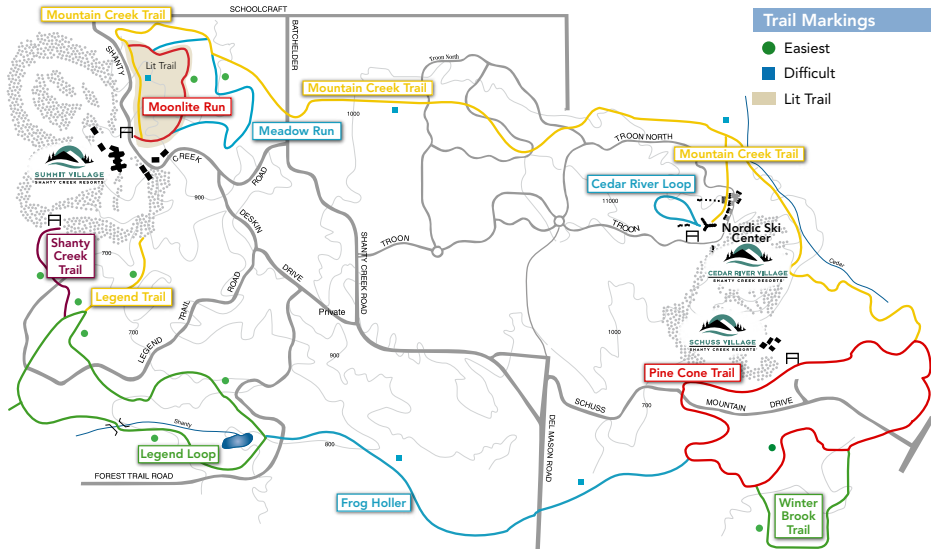 Mountain Creek Trail
SCHOOLCRAFT
Trail Markings
Easiest
Difficult
Lit Trail
SHANTY
BATCHELDER
Lit Trail
Troon North
Moonlite Run
Mountain Creek Trail
1000
Meadow Run
TROON NORTH
Mountain Creek Trail
CREEK
ROAD
SUMMIT VILLAGE
SHANTY CREEK RESORTS
900
Cedar River Loop
11000
DESKIN
TROON
TROON
Nordic Ski
Center
Shanty
Creek
Trail
700
SHANTY CREEK ROAD
DRIVE
Cedar
CEDAR RIVER VILLAGE
SHANTY CREEK RESORTS
ROAD
Legend Trail
TRAIL
Private
700
LEGEND
1000
SCHUSS VILLAGE
SHANTY CREEK RESORTS
900
Pine Cone Trail
SCHUSS
700
MOUNTAIN
DRIVE
Shanty
DEL MASON ROAD
800
Legend Loop
FOREST TRAIL ROAD
Frog Holler
Winter
Brook
Trail